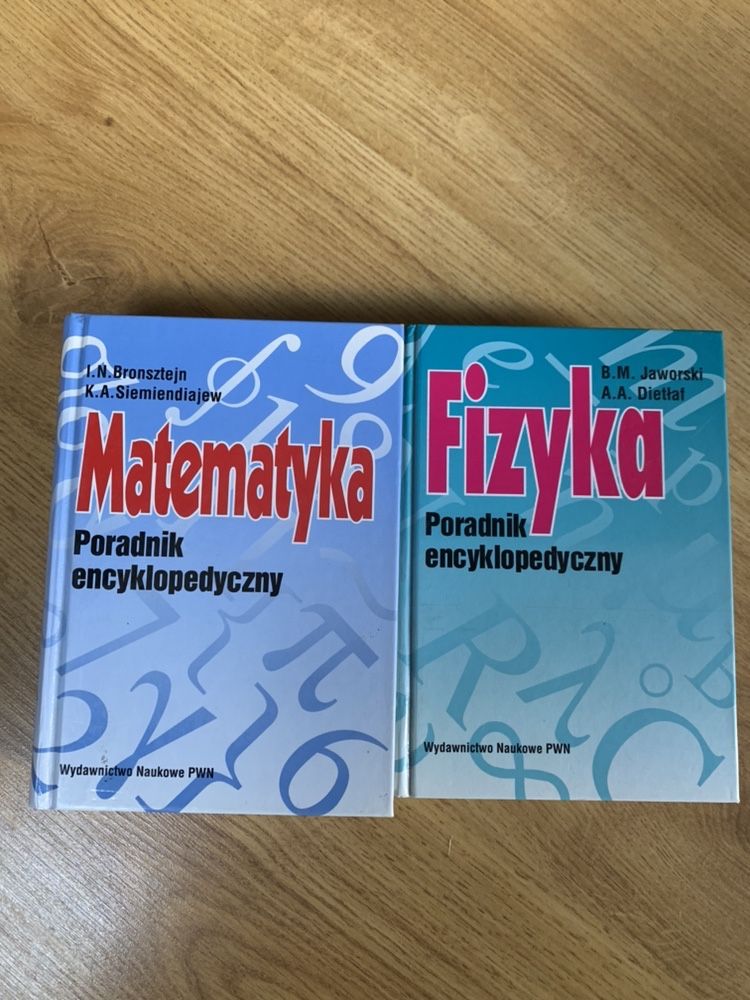 I.N. Bronsztejn
K.A. Siemiendiajew
Matematyka
Poradnik
encyklopedyczny
Wydawnictwo Naukowe PWN
B.M. Jaworski
A.A. Dietłaf
Fizyka
Poradnik
encyklopedyczny
Wydawnictwo Naukowe PWN